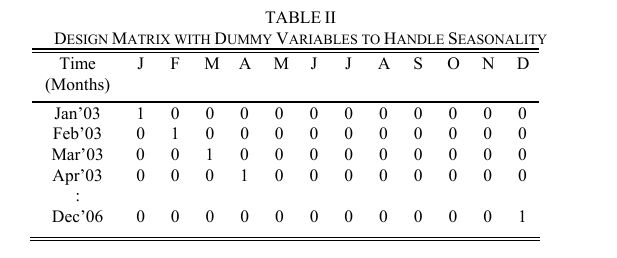 TABLE II
DESIGN MATRIX WITH DUMMY VARIABLES TO HANDLE SEASONALITY
Time J F M A M J J A S O N D
(Months)
Jan’03 1 0 0 0 0 0 0 0 0 0 0 0
Feb’03 0 1 0 0 0 0 0 0 0 0 0 0
Mar’03 0 0 1 0 0 0 0 0 0 0 0 0
Apr’03 0 0 0 1 0 0 0 0 0 0 0 0
:
Dec’06 0 0 0 0 0 0 0 0 0 0 0 1